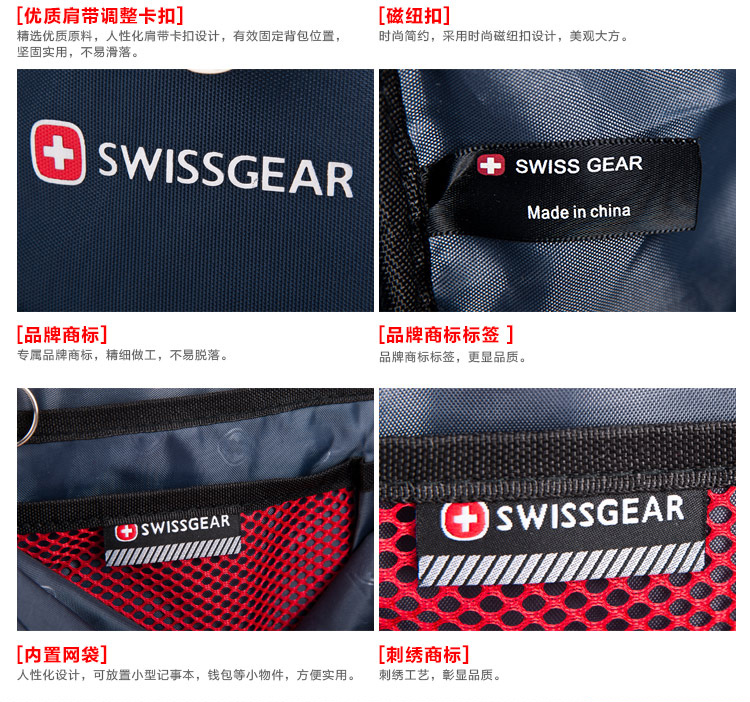 [优质肩带调整卡扣]
精选优质原料，人性化肩带卡扣设计，有效固定背包位置，
坚固实用，不易滑落。
[磁纽扣]
时尚简约，采用时尚磁纽扣设计，美观大方。
SWISSGEAR
SWISS GEAR
Made in china
[品牌商标]
专属品牌商标，精细做工，不易脱落。
[品牌商标标签 ]
品牌商标标签，更显品质。
SWISSGEAR
SWISSGEAR
[内置网袋]
人性化设计，可放置小型记事本，钱包等小物件，方便实用。
[刺绣商标]
刺绣工艺，彰显品质。